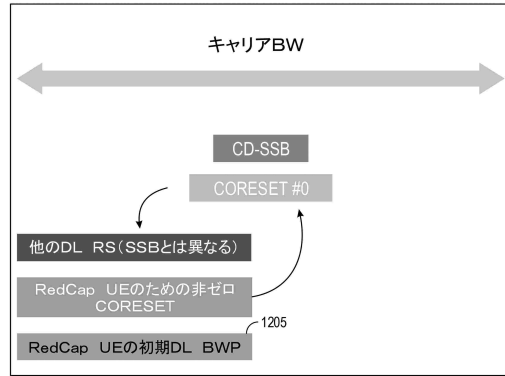 キャリアBW
CD-SSB
CORESET #0
他のDL RS(SSBとは異なる)
RedCap UEのための非ゼロ
CORESET
1205
RedCap UEの初期DL BWP